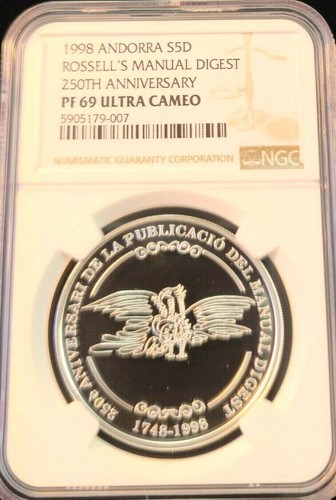 1998 ANDORRA S5D
ROSSELL'S MANUAL DIGEST
250TH ANNIVERSARY
PF 69 ULTRA CAMEO
5905179-007
NUMISMATIC GUARANTY CORPORATION
NGC
250è ANIVERSARI DE LA PUBLICACIÓ DEL MANUAL DIGEST
1748-1998